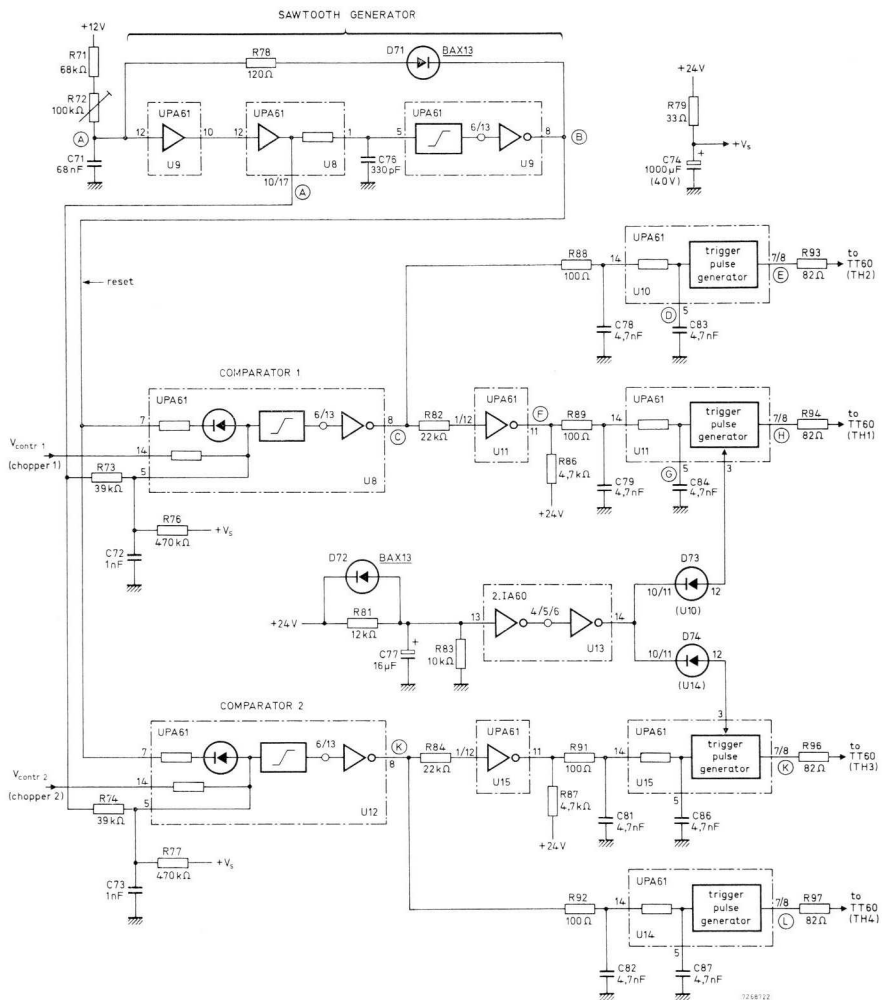 SAWTOOTH GENERATOR
+12V
R71
68kΩ
R72
100kΩ
R78
120Ω
D71
BAX13
+24V
R79
33Ω
+Vs
+
C74
1000µF
(40V)
A
C71
68nF
12
UPA61
10
U9
12
UPA61
1
U8
10/17
A
C76
330pF
5
UPA61
6/13
8
U9
B
reset
R88
100Ω
14
UPA61
trigger
pulse
generator
U10
7/8
E
R93
82Ω
to
TT60
(TH2)
D
5
C78
4,7nF
C83
4,7nF
COMPARATOR 1
UPA61
7
14
5
6/13
8
U8
C
Vcontr 1
(chopper 1)
R73
39kΩ
R76
470kΩ
+Vs
C72
1nF
R82
22kΩ
1/12
UPA61
U11
F
11
R89
100Ω
R86
4,7kΩ
+24V
14
UPA61
trigger
pulse
generator
U11
7/8
H
R94
82Ω
to
TT60
(TH1)
3
G
5
C79
4,7nF
C84
4,7nF
D72
BAX13
+24V
R81
12kΩ
+
C77
16µF
R83
10kΩ
13
2.IA60
4/5/6
14
U13
D73
10/11
12
(U10)
D74
10/11
12
(U14)
COMPARATOR 2
UPA61
7
14
5
6/13
8
U12
K
Vcontr 2
(chopper 2)
R74
39kΩ
R77
470kΩ
+Vs
C73
1nF
R84
22kΩ
1/12
UPA61
U15
11
R91
100Ω
R87
4,7kΩ
+24V
14
UPA61
3
trigger
pulse
generator
U15
7/8
K
R96
82Ω
to
TT60
(TH3)
5
C81
4,7nF
C86
4,7nF
R92
100Ω
14
UPA61
trigger
pulse
generator
U14
7/8
L
R97
82Ω
to
TT60
(TH4)
5
C82
4,7nF
C87
4,7nF
7268122